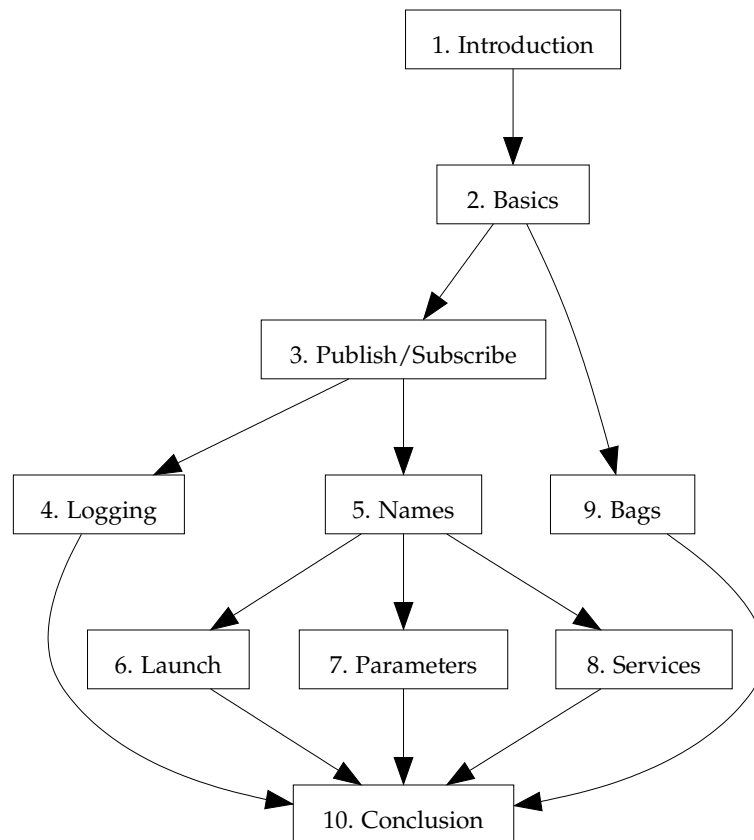 1. Introduction
2. Basics
3. Publish/Subscribe
4. Logging
5. Names
9. Bags
6. Launch
7. Parameters
8. Services
10. Conclusion